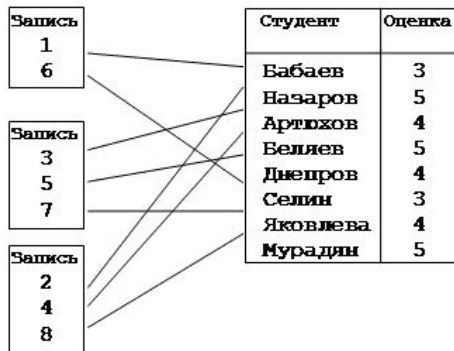 Запись
1
6
Запись
3
5
7
Запись
2
4
8
Студент Оценка
Бабаев 3
Назаров 5
Артюхов 4
Беляев 5
Днепров 4
Селин 3
Яковлева 4
Мурадян 5